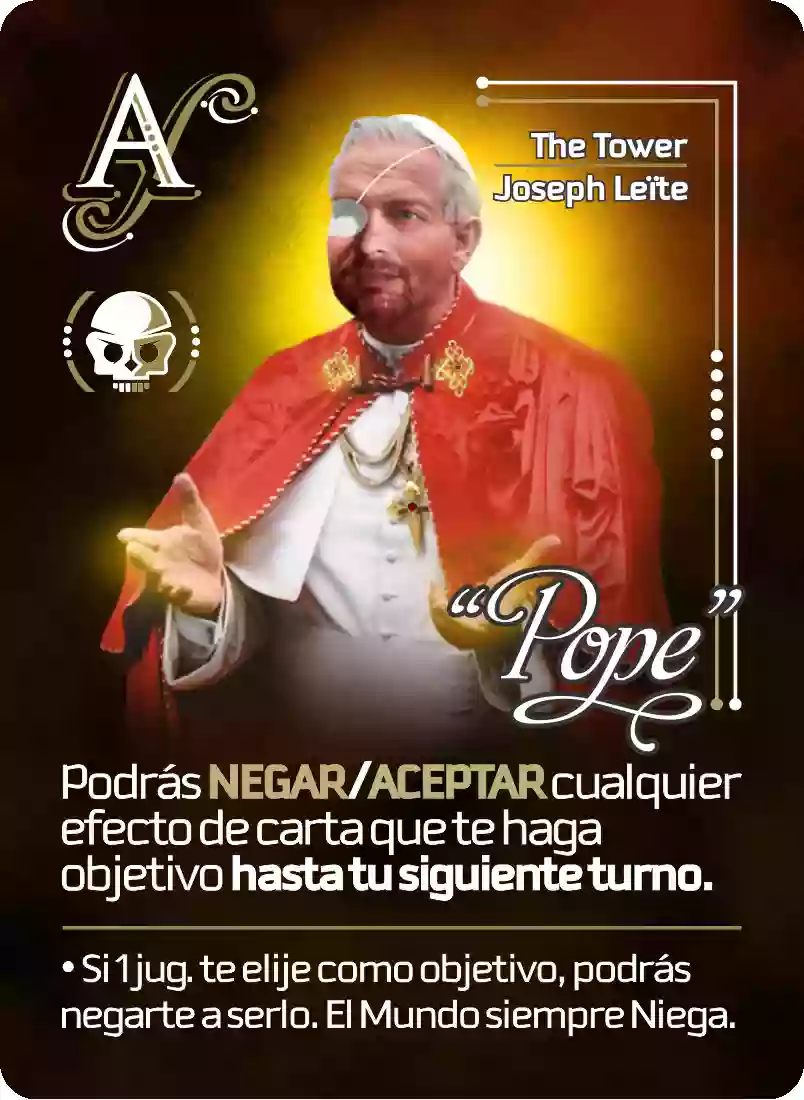 A
The Tower
Joseph Leïte
“Pope”
Podrás NEGAR/ACEPTAR cualquier
efecto de carta que te haga
objetivo hasta tu siguiente turno.
• Si 1 jug. te elije como objetivo, podrás
negarte a serlo. El Mundo siempre Niega.